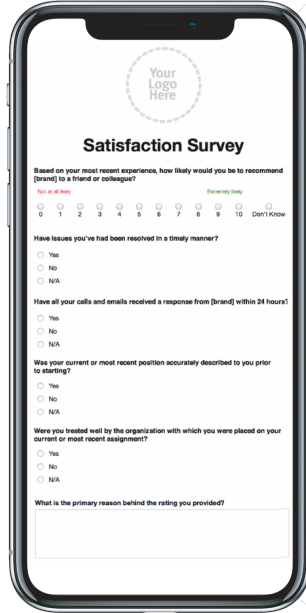 Your
Logo
Here
Satisfaction Survey
Based on your most recent experience, how likely would you be to recommend
[brand] to a friend or colleague?
Not at all likely Extremely likely
0 1 2 3 4 5 6 7 8 9 10 Don't Know
Have issues you've had been resolved in a timely manner?
Yes
No
N/A
Have all your calls and emails received a response from [brand] within 24 hours?
Yes
No
N/A
Was your current or most recent position accurately described to you prior
to starting?
Yes
No
N/A
Were you treated well by the organization with which you were placed on your
current or most recent assignment?
Yes
No
N/A
What is the primary reason behind the rating you provided?